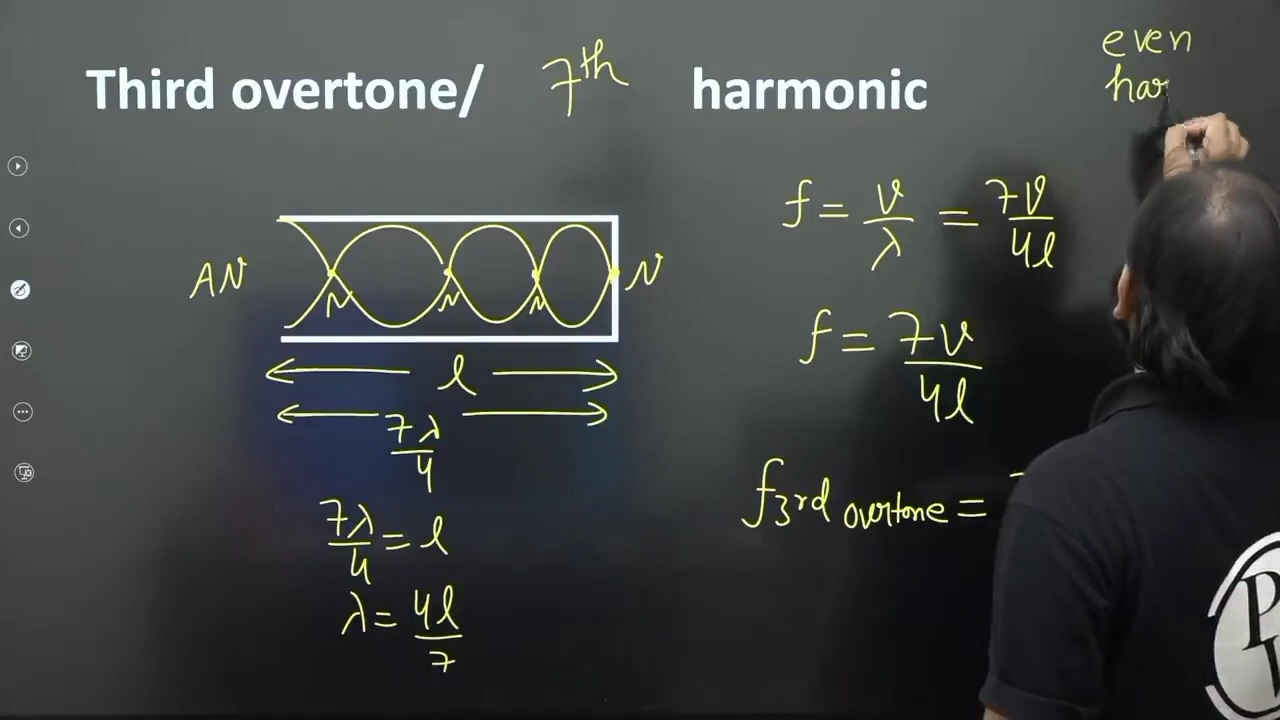 Third overtone/ 7th harmonic
even
har
AN
N
N
N
N
l
7λ/4
7λ/4 = l
λ = 4l/7
f = v/λ = 7v/4l
f = 7v/4l
f3rd overtone =
P